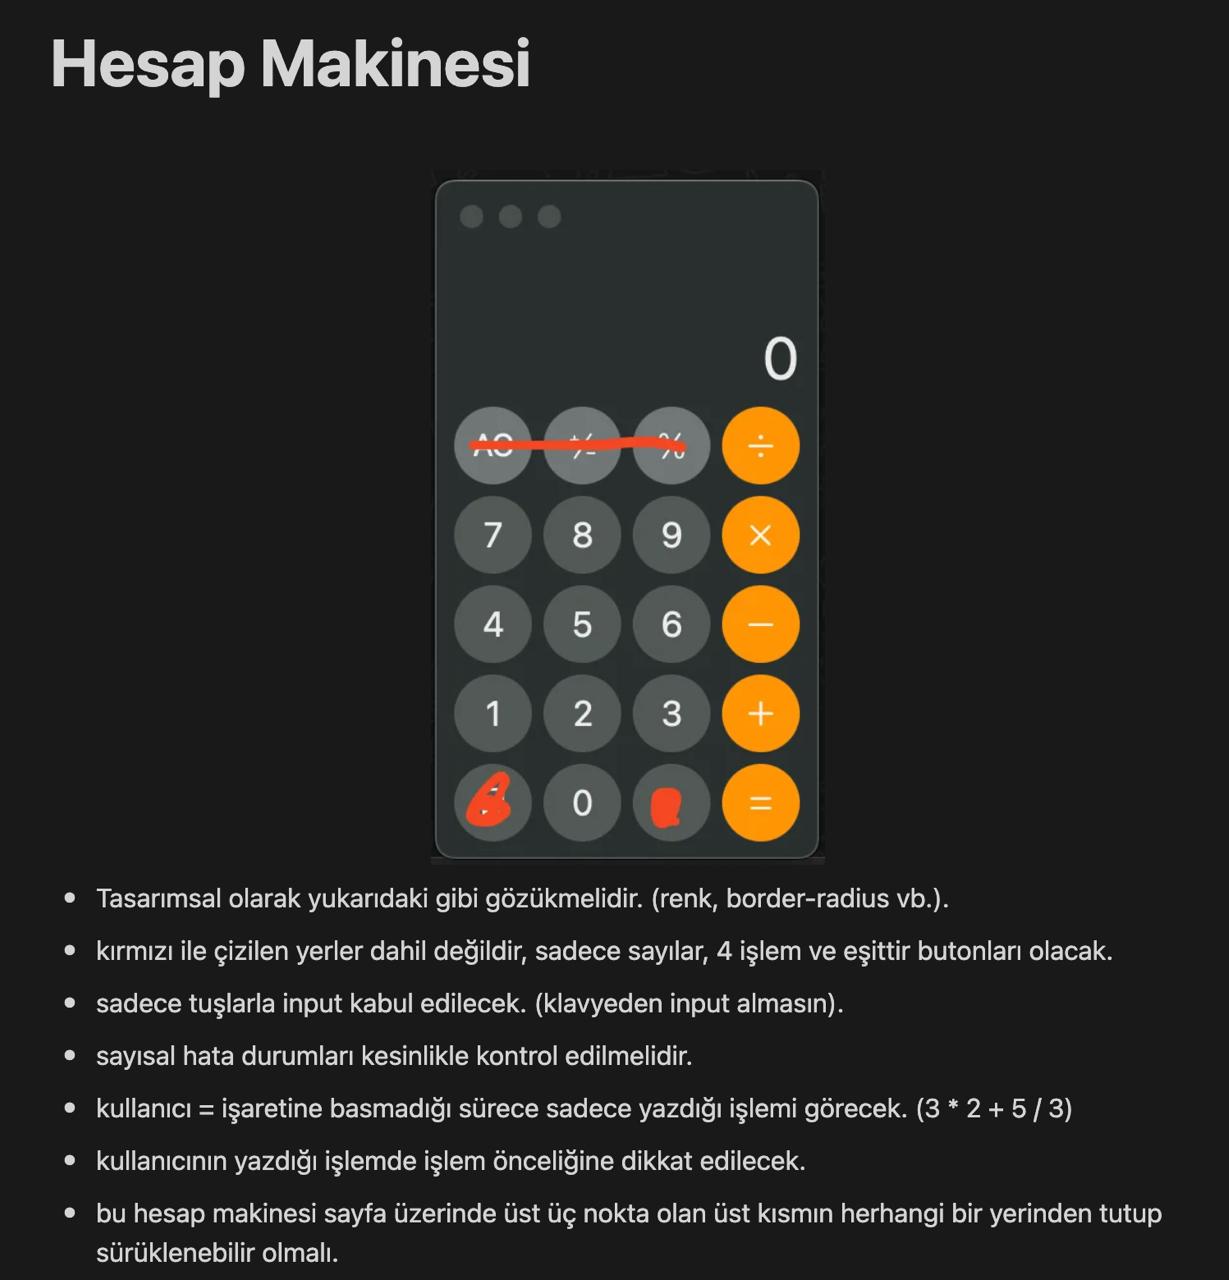 Hesap Makinesi
0
AC +/- % ÷
7 8 9 ×
4 5 6 −
1 2 3 +
0 =
• Tasarımsal olarak yukarıdaki gibi gözükmelidir. (renk, border-radius vb.).
• kırmızı ile çizilen yerler dahil değildir, sadece sayılar, 4 işlem ve eşittir butonları olacak.
• sadece tuşlarla input kabul edilecek. (klavyeden input almasın).
• sayısal hata durumları kesinlikle kontrol edilmelidir.
• kullanıcı = işaretine basmadığı sürece sadece yazdığı işlemi görecek. (3 * 2 + 5 / 3)
• kullanıcının yazdığı işlemde işlem önceliğine dikkat edilecek.
• bu hesap makinesi sayfa üzerinde üst üç nokta olan üst kısmın herhangi bir yerinden tutup
sürüklenebilir olmalı.